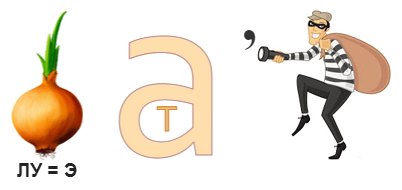 а
т
,
ЛУ = Э